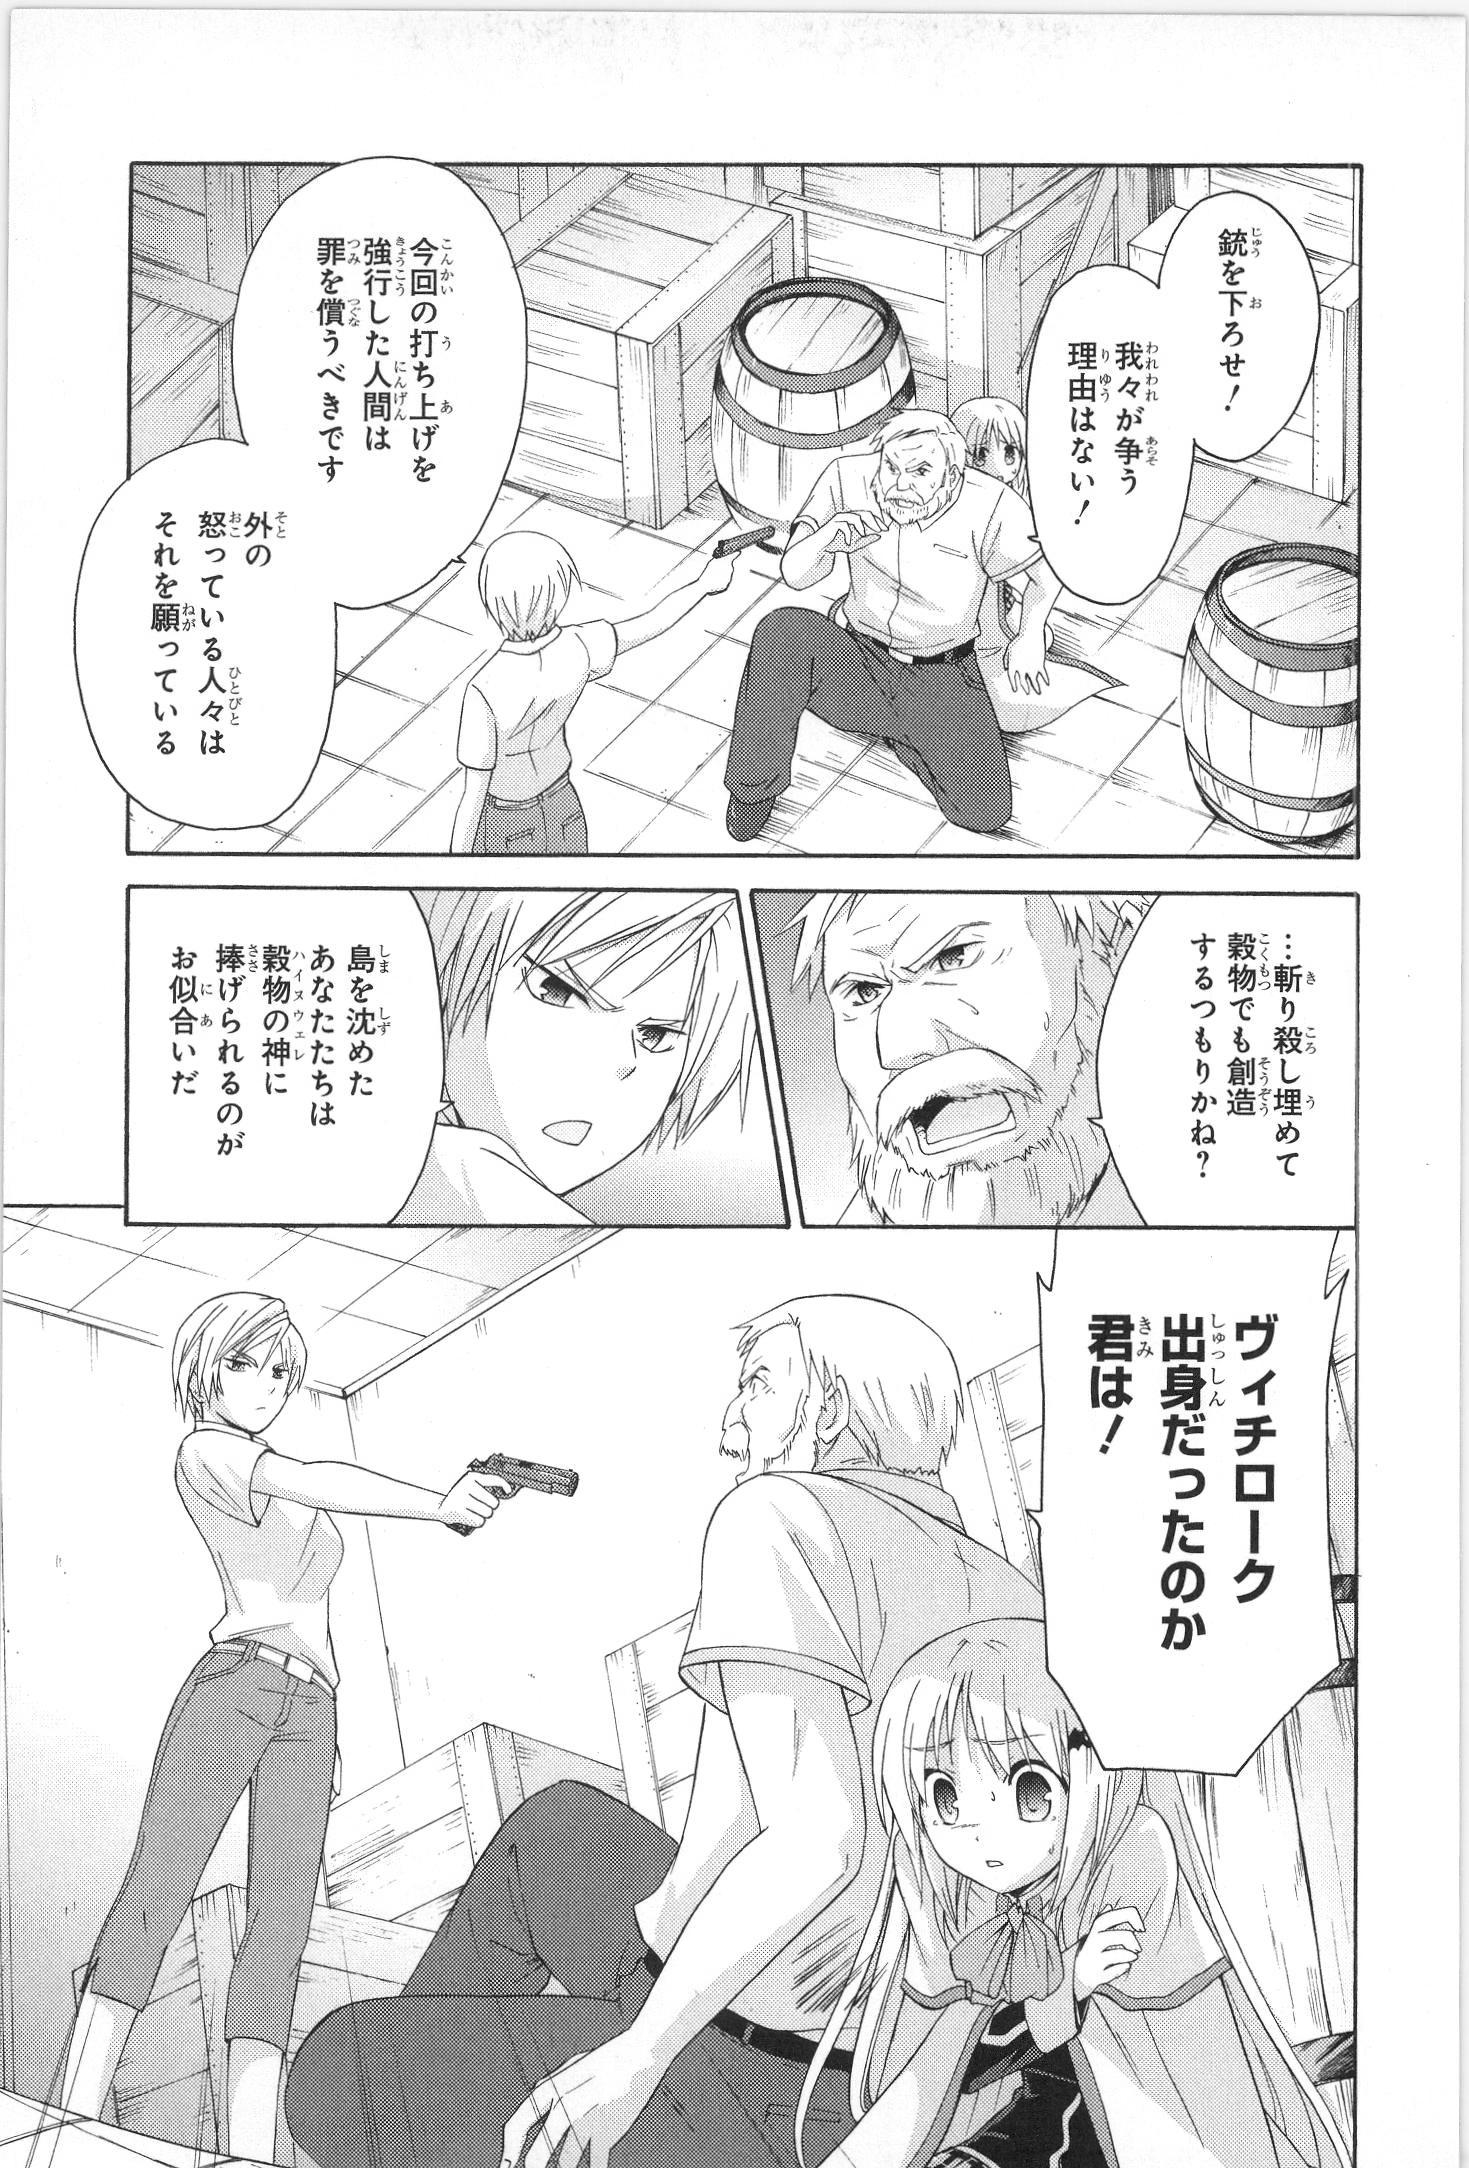 銃を下ろせ！
我々が争う
理由はない！
今回の打ち上げを
強行した人間は
罪を償うべきです
外の
怒っている人々は
それを願っている
…斬り殺し埋めて
穀物でも創造
するつもりかね？
島を沈めた
あなたたちは
穀物の神に
捧げられるのが
お似合いだ
ヴィチローク
出身だったのか
君は！